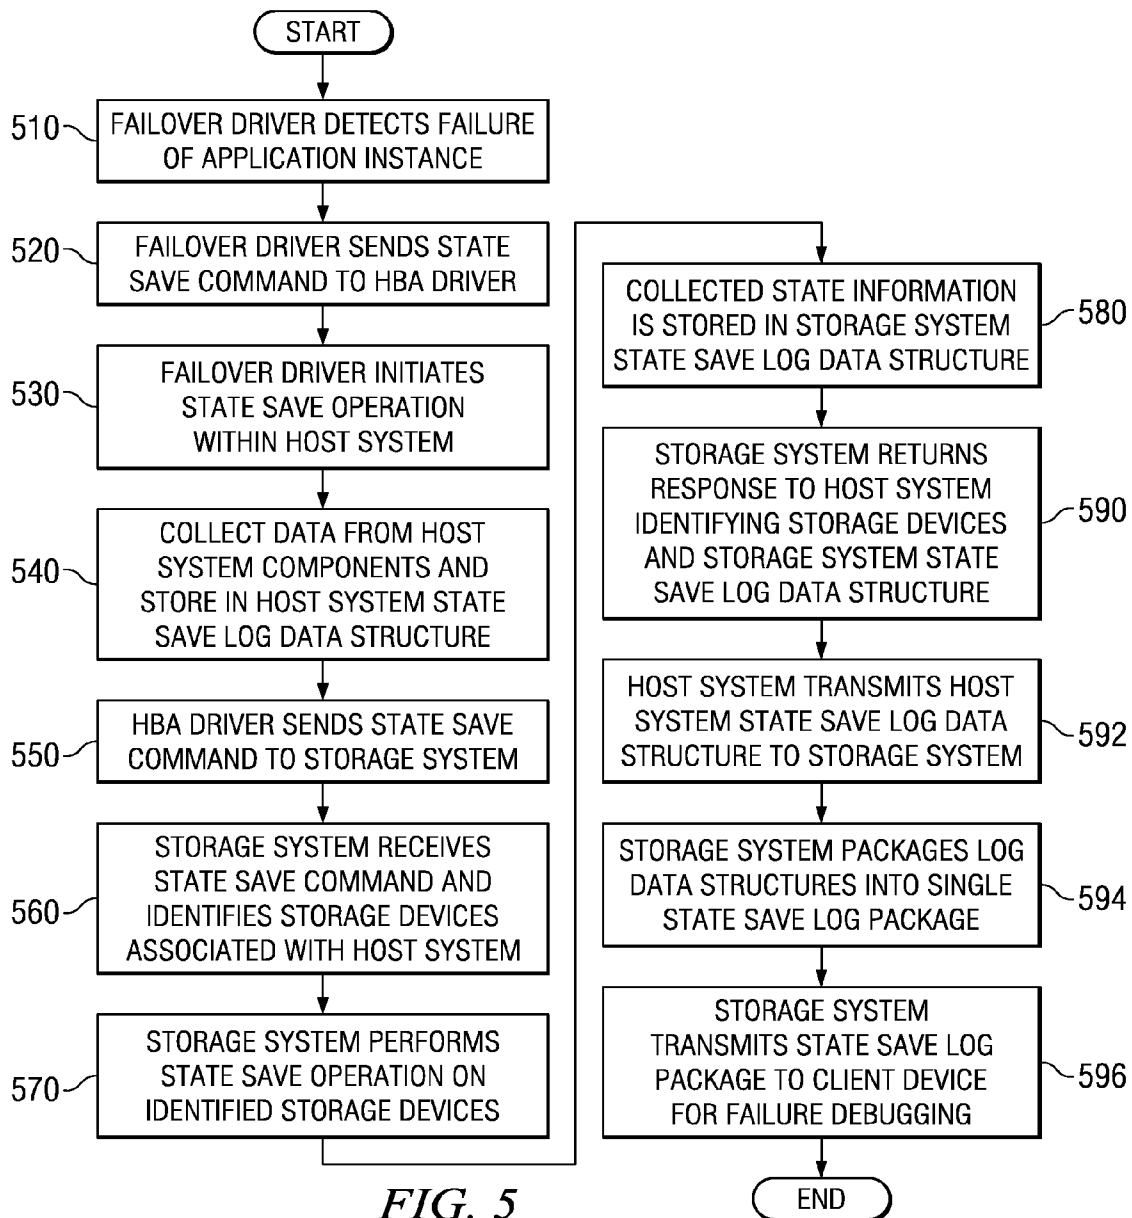 START
510
FAILOVER DRIVER DETECTS FAILURE
OF APPLICATION INSTANCE
520
FAILOVER DRIVER SENDS STATE
SAVE COMMAND TO HBA DRIVER
530
FAILOVER DRIVER INITIATES
STATE SAVE OPERATION
WITHIN HOST SYSTEM
540
COLLECT DATA FROM HOST
SYSTEM COMPONENTS AND
STORE IN HOST SYSTEM STATE
SAVE LOG DATA STRUCTURE
550
HBA DRIVER SENDS STATE SAVE
COMMAND TO STORAGE SYSTEM
560
STORAGE SYSTEM RECEIVES
STATE SAVE COMMAND AND
IDENTIFIES STORAGE DEVICES
ASSOCIATED WITH HOST SYSTEM
570
STORAGE SYSTEM PERFORMS
STATE SAVE OPERATION ON
IDENTIFIED STORAGE DEVICES
COLLECTED STATE INFORMATION
IS STORED IN STORAGE SYSTEM
STATE SAVE LOG DATA STRUCTURE
580
STORAGE SYSTEM RETURNS
RESPONSE TO HOST SYSTEM
IDENTIFYING STORAGE DEVICES
AND STORAGE SYSTEM STATE
SAVE LOG DATA STRUCTURE
590
HOST SYSTEM TRANSMITS HOST
SYSTEM STATE SAVE LOG DATA
STRUCTURE TO STORAGE SYSTEM
592
STORAGE SYSTEM PACKAGES LOG
DATA STRUCTURES INTO SINGLE
STATE SAVE LOG PACKAGE
594
STORAGE SYSTEM
TRANSMITS STATE SAVE LOG
PACKAGE TO CLIENT DEVICE
FOR FAILURE DEBUGGING
596
END
FIG. 5